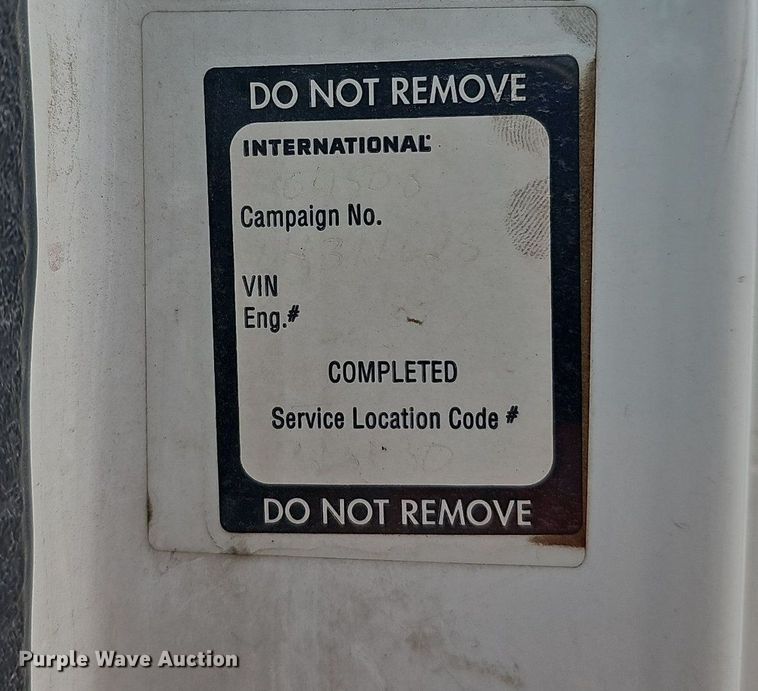 DO NOT REMOVE
INTERNATIONAL
Campaign No.
VIN
Eng.#
COMPLETED
Service Location Code #
DO NOT REMOVE
Purple Wave Auction